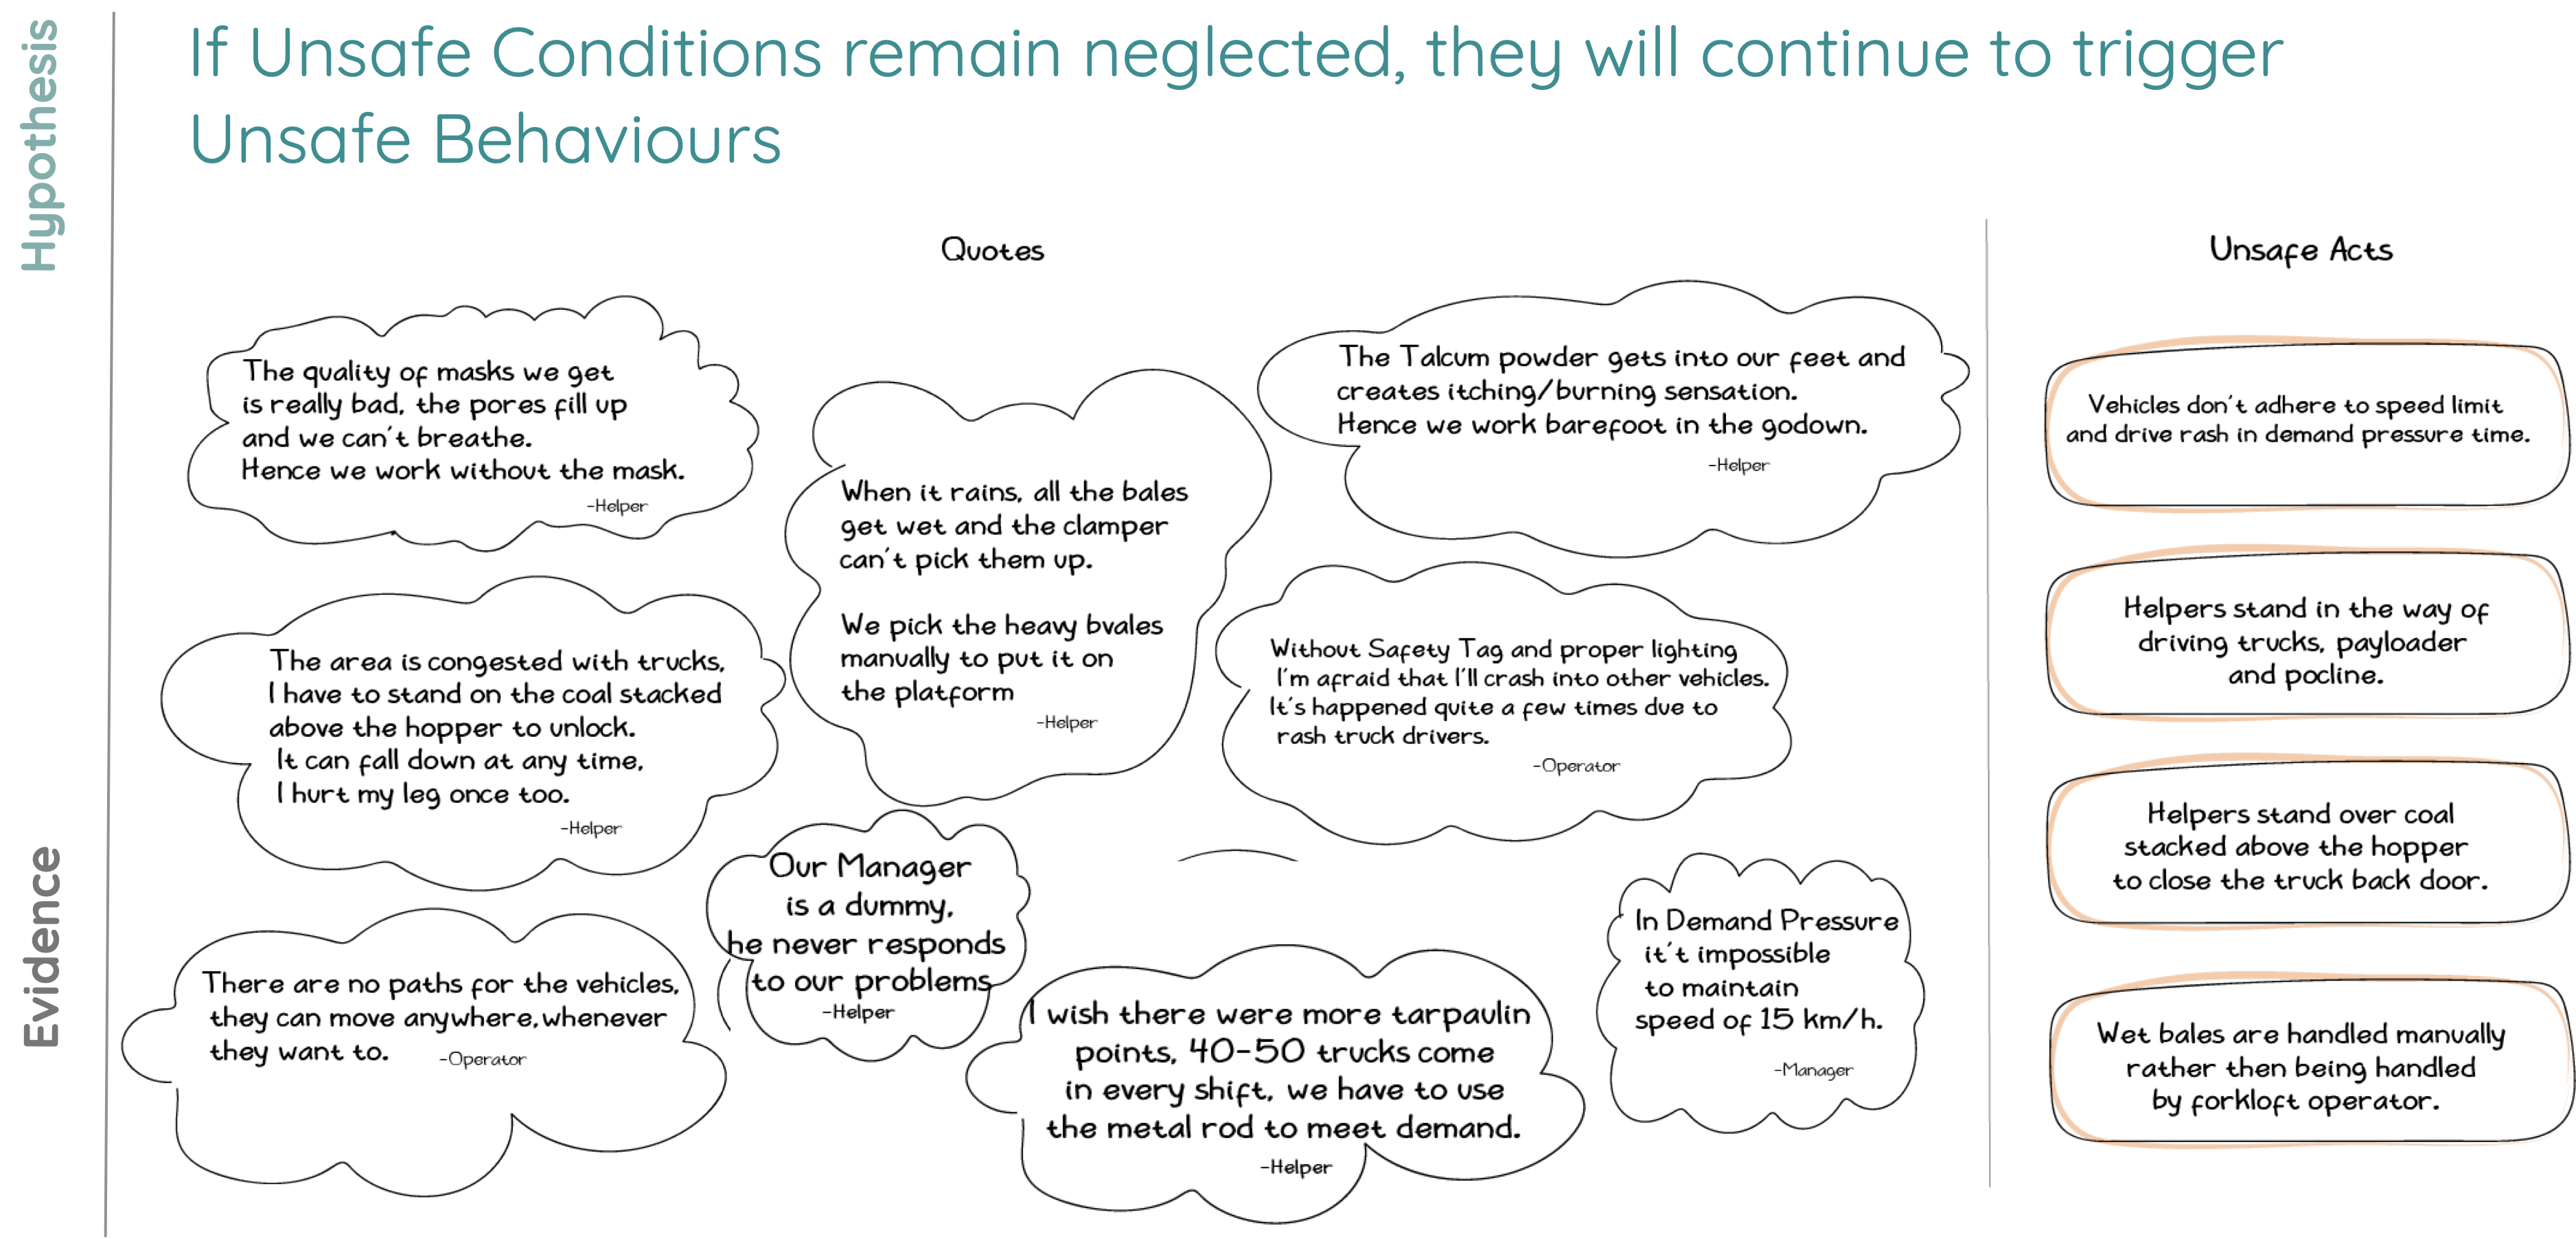 Hypothesis
If Unsafe Conditions remain neglected, they will continue to trigger
Unsafe Behaviours
Evidence
Quotes
The quality of masks we get
is really bad, the pores fill up
and we can't breathe.
Hence we work without the mask.
-Helper
When it rains, all the bales
get wet and the clamper
can't pick them up.
We pick the heavy bvales
manually to put it on
the platform
-Helper
The Talcum powder gets into our feet and
creates itching/burning sensation.
Hence we work barefoot in the godown.
-Helper
The area is congested with trucks,
I have to stand on the coal stacked
above the hopper to unlock.
It can fall down at any time,
I hurt my leg once too.
-Helper
Without Safety Tag and proper lighting
I'm afraid that I'll crash into other vehicles.
It's happened quite a few times due to
rash truck drivers.
-Operator
Our Manager
is a dummy,
he never responds
to our problems
-Helper
There are no paths for the vehicles,
they can move anywhere,whenever
they want to.
-Operator
I wish there were more tarpaulin
points, 40-50 trucks come
in every shift, we have to use
the metal rod to meet demand.
-Helper
In Demand Pressure
it't impossible
to maintain
speed of 15 km/h.
-Manager
Unsafe Acts
Vehicles don't adhere to speed limit
and drive rash in demand pressure time.
Helpers stand in the way of
driving trucks, payloader
and pocline.
Helpers stand over coal
stacked above the hopper
to close the truck back door.
Wet bales are handled manually
rather then being handled
by forkloft operator.